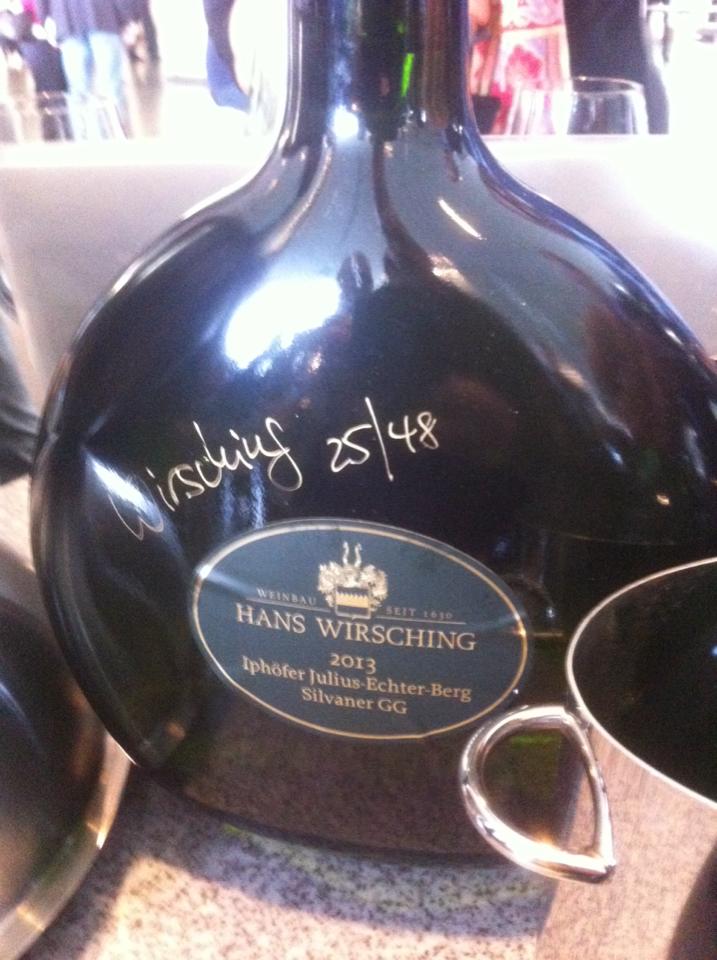 Wirsching 25/48
WEINBAU SEIT 1630
HANS WIRSCHING
2013
Iphöfer Julius-Echter-Berg
Silvaner GG